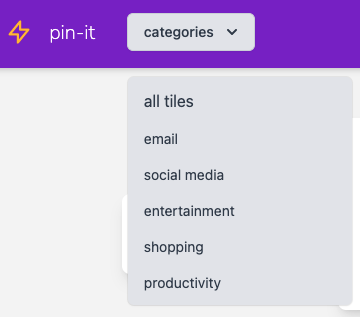 pin-it
categories
all tiles
email
social media
entertainment
shopping
productivity